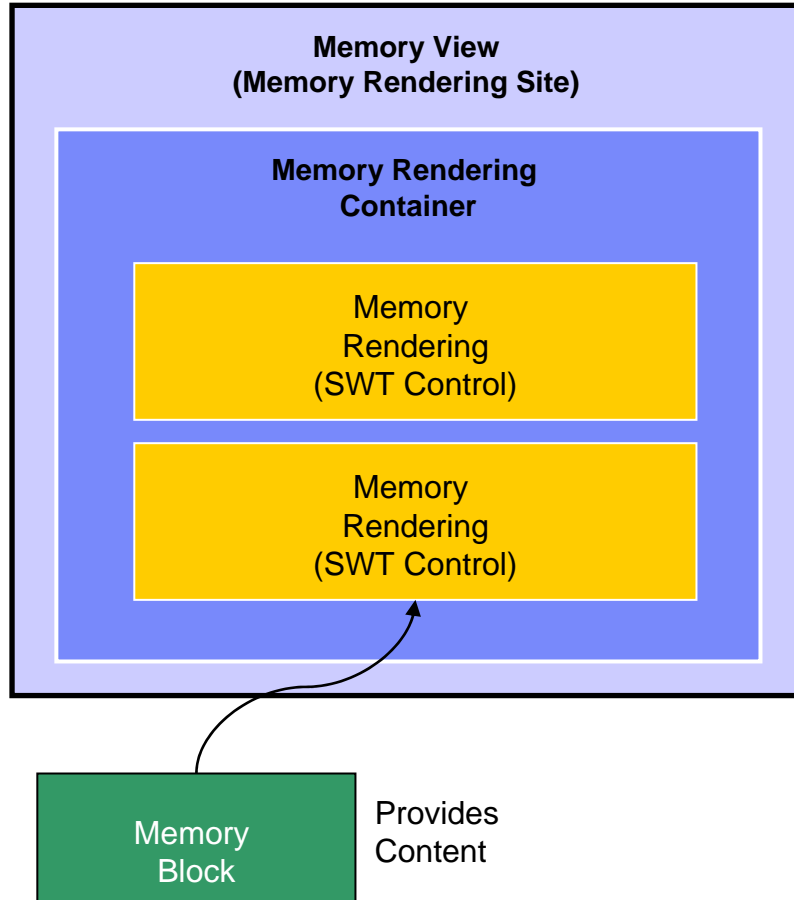 Memory View
(Memory Rendering Site)
Memory Rendering
Container
Memory
Rendering
(SWT Control)
Memory
Rendering
(SWT Control)
Memory
Block
Provides
Content